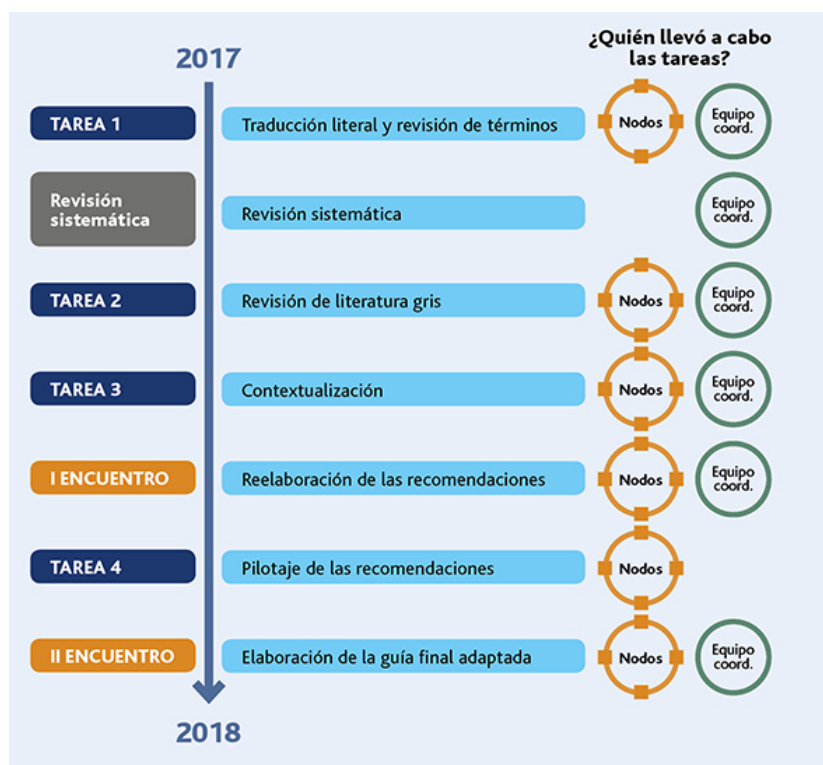 ¿Quién llevó a cabo
las tareas?
2017
TAREA 1
Traducción literal y revisión de términos
Nodos
Equipo
coord.
Revisión
sistemática
Revisión sistemática
Equipo
coord.
TAREA 2
Revisión de literatura gris
Nodos
Equipo
coord.
TAREA 3
Contextualización
Nodos
Equipo
coord.
I ENCUENTRO
Reelaboración de las recomendaciones
Nodos
Equipo
coord.
TAREA 4
Pilotaje de las recomendaciones
Nodos
II ENCUENTRO
Elaboración de la guía final adaptada
Nodos
Equipo
coord.
2018